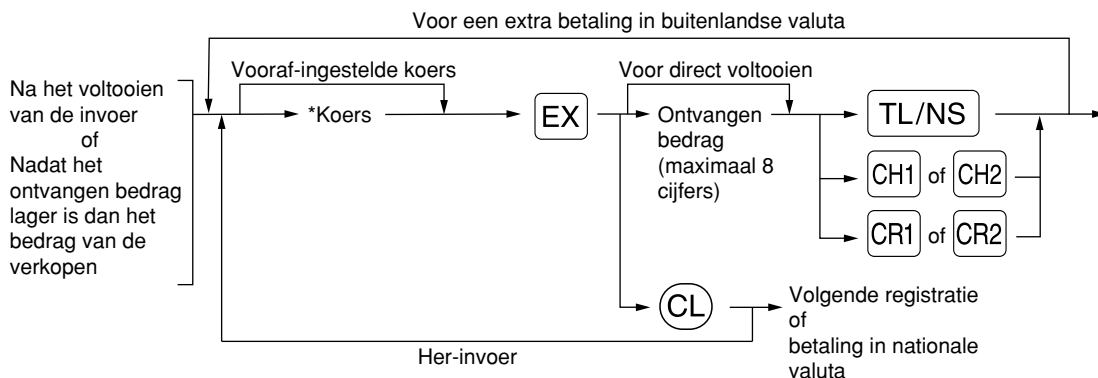 Voor een extra betaling in buitenlandse valuta
Na het voltooien
van de invoer
of
Nadat het
ontvangen bedrag
lager is dan het
bedrag van de
verkopen
Vooraf-ingestelde koers
*Koers
EX
Voor direct voltooien
Ontvangen
bedrag
(maximaal 8
cijfers)
TL/NS
CH1 of CH2
CR1 of CR2
CL
Volgende registratie
of
betaling in nationale
valuta
Her-invoer